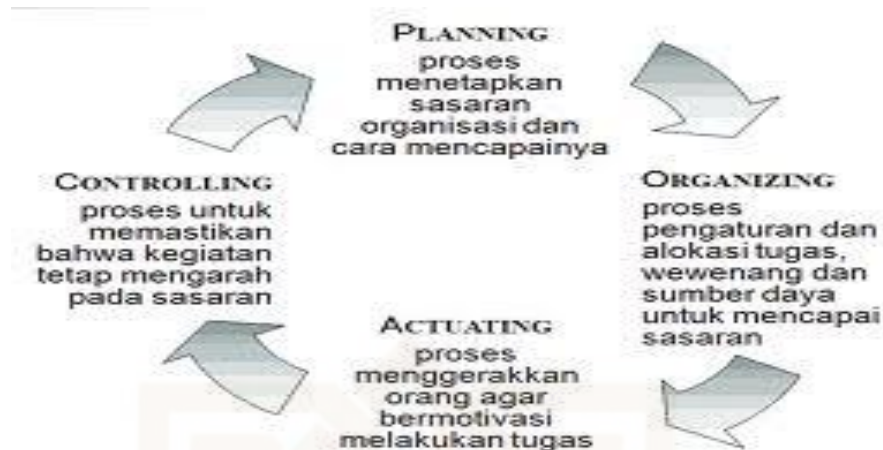 PLANNING
proses
menetapkan
sasaran
organisasi dan
cara mencapainya
ORGANIZING
proses
pengaturan dan
alokasi tugas,
wewenang dan
sumber daya
untuk mencapai
sasaran
ACTUATING
proses
menggerakkan
orang agar
bermotivasi
melakukan tugas
CONTROLLING
proses untuk
memastikan
bahwa kegiatan
tetap mengarah
pada sasaran